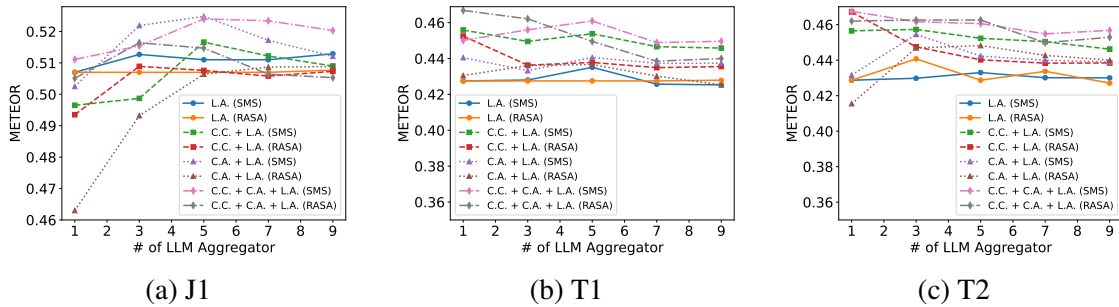 METEOR
0.52
0.51
0.50
0.49
0.48
0.47
0.46
L.A. (SMS)
L.A. (RASA)
C.C. + L.A. (SMS)
C.C. + L.A. (RASA)
C.A. + L.A. (SMS)
C.A. + L.A. (RASA)
C.C. + C.A. + L.A. (SMS)
C.C. + C.A. + L.A. (RASA)
1 2 3 4 5 6 7 8 9
# of LLM Aggregator
(a) J1
METEOR
0.46
0.44
0.42
0.40
0.38
0.36
L.A. (SMS)
L.A. (RASA)
C.C. + L.A. (SMS)
C.C. + L.A. (RASA)
C.A. + L.A. (SMS)
C.A. + L.A. (RASA)
C.C. + C.A. + L.A. (SMS)
C.C. + C.A. + L.A. (RASA)
1 2 3 4 5 6 7 8 9
# of LLM Aggregator
(b) T1
METEOR
0.46
0.44
0.42
0.40
0.38
0.36
L.A. (SMS)
L.A. (RASA)
C.C. + L.A. (SMS)
C.C. + L.A. (RASA)
C.A. + L.A. (SMS)
C.A. + L.A. (RASA)
C.C. + C.A. + L.A. (SMS)
C.C. + C.A. + L.A. (RASA)
1 2 3 4 5 6 7 8 9
# of LLM Aggregator
(c) T2